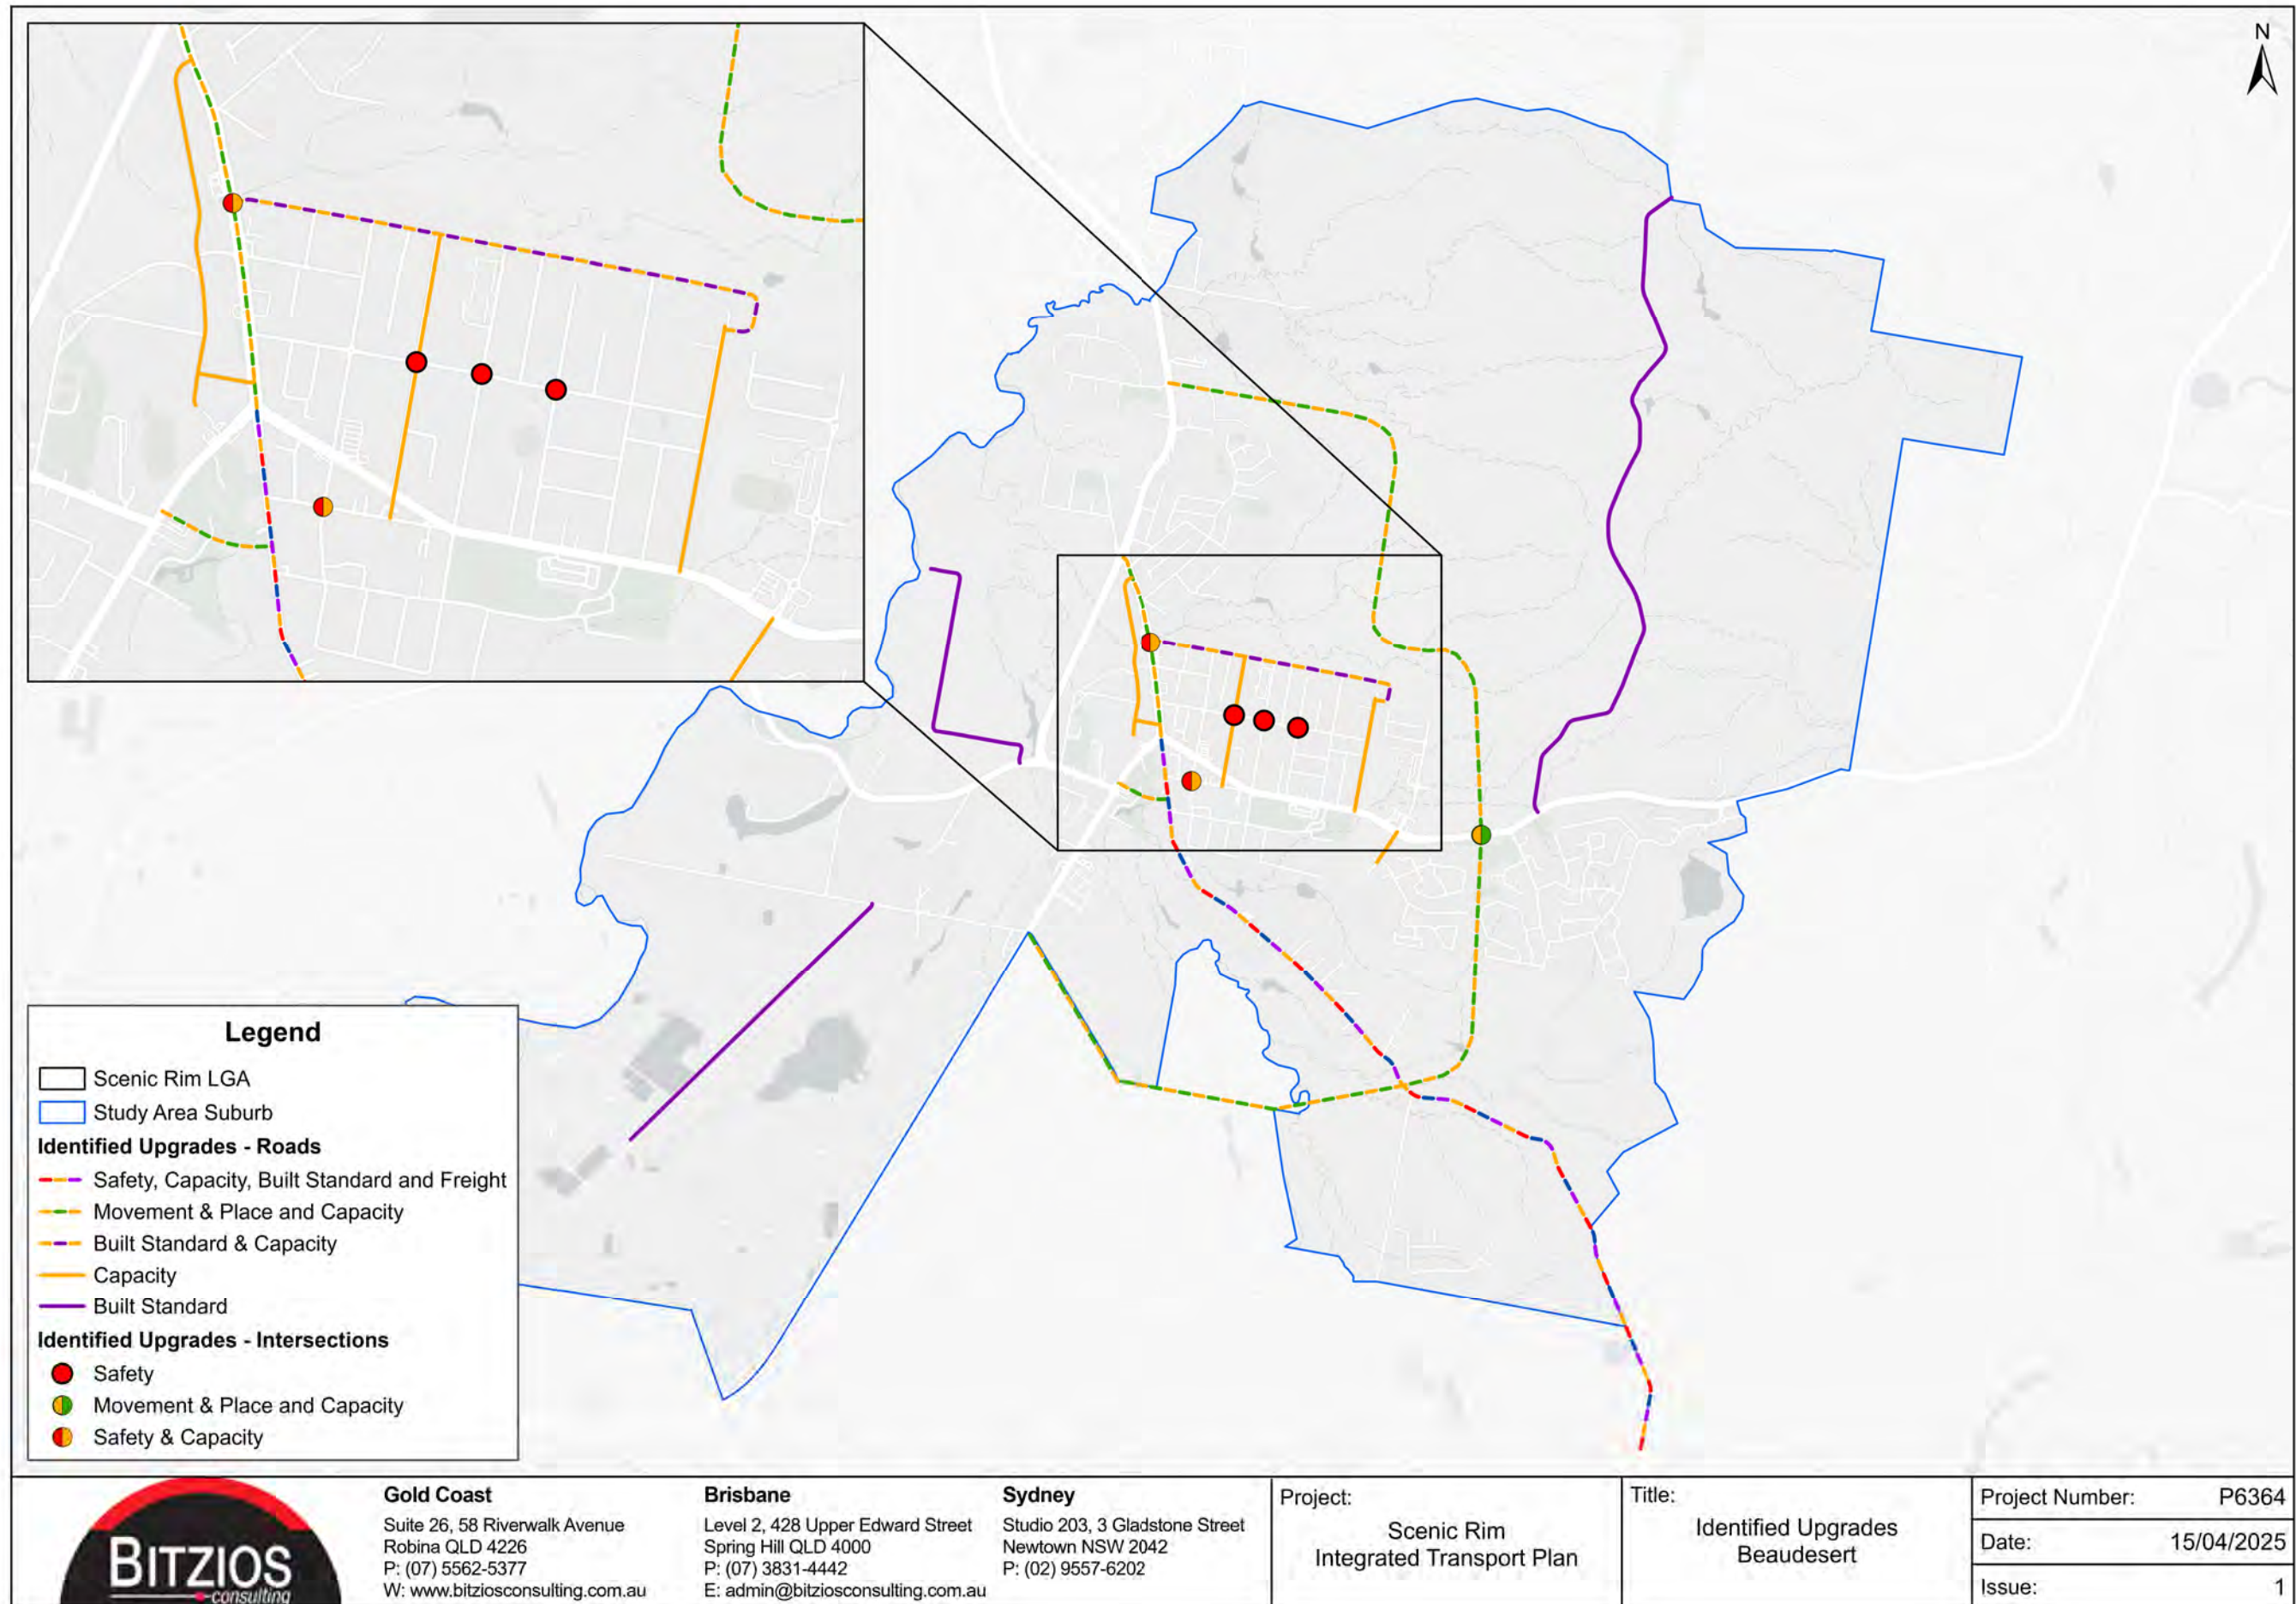 N
Legend
Scenic Rim LGA
Study Area Suburb
Identified Upgrades - Roads
Safety, Capacity, Built Standard and Freight
Movement & Place and Capacity
Built Standard & Capacity
Capacity
Built Standard
Identified Upgrades - Intersections
Safety
Movement & Place and Capacity
Safety & Capacity
BITZIOS
consulting
Gold Coast
Suite 26, 58 Riverwalk Avenue
Robina QLD 4226
P: (07) 5562-5377
W: www.bitziosconsulting.com.au
Brisbane
Level 2, 428 Upper Edward Street
Spring Hill QLD 4000
P: (07) 3831-4442
E: admin@bitziosconsulting.com.au
Sydney
Studio 203, 3 Gladstone Street
Newtown NSW 2042
P: (02) 9557-6202
Project:
Scenic Rim
Integrated Transport Plan
Title:
Identified Upgrades
Beaudesert
Project Number: P6364
Date: 15/04/2025
Issue: 1